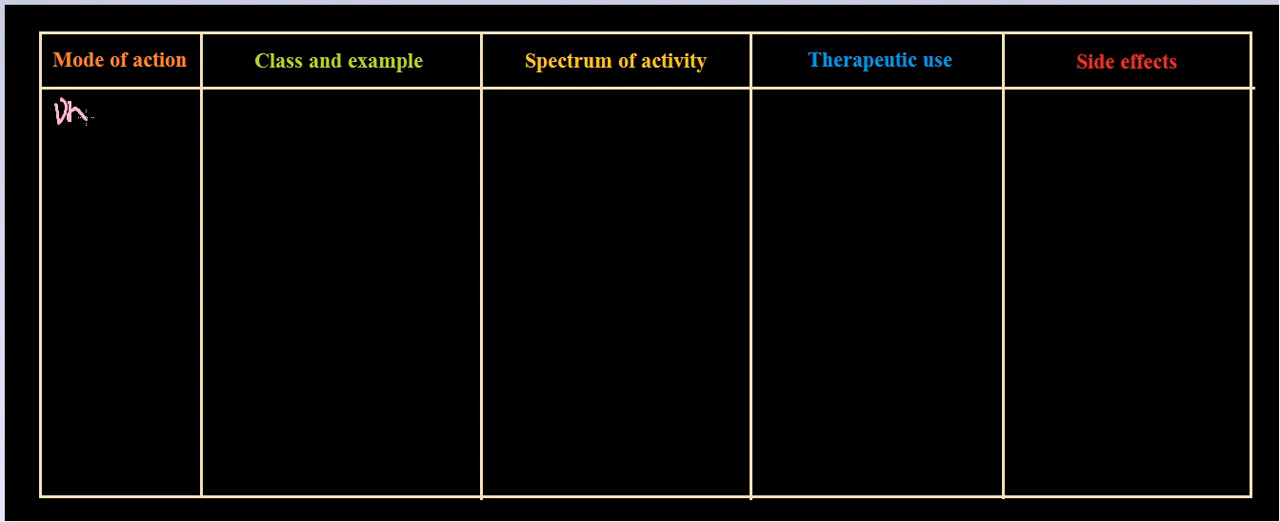 Mode of action
Class and example
Spectrum of activity
Therapeutic use
Side effects